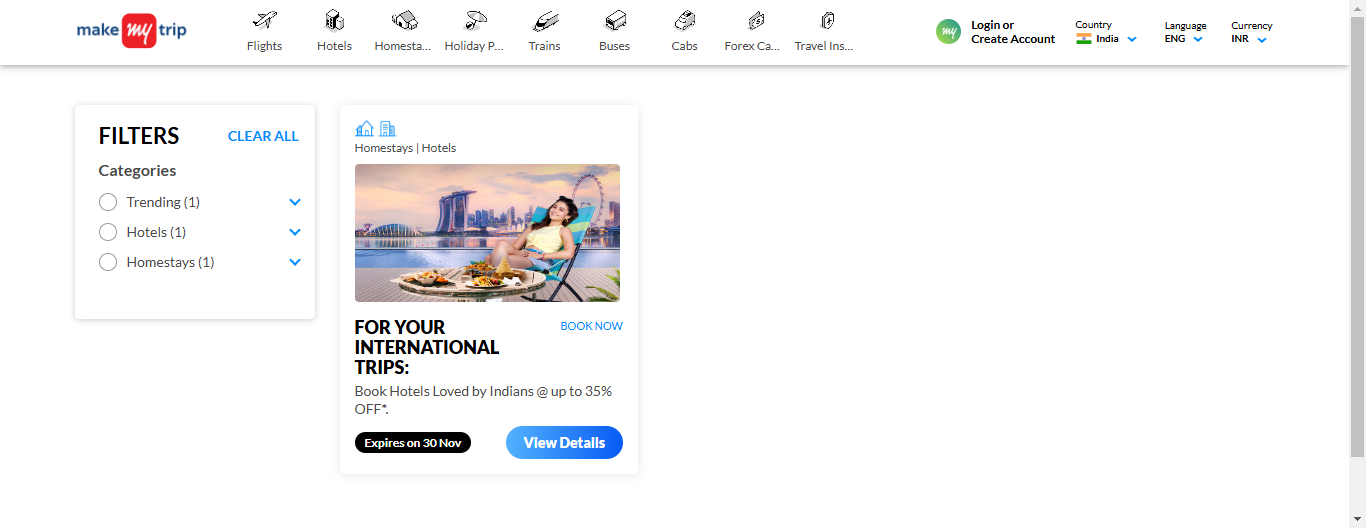 make my trip
Flights
Hotels
Homesta...
Holiday P...
Trains
Buses
Cabs
Forex Ca...
Travel Ins...
my
Login or
Create Account
Country
India
Language
ENG
Currency
INR
FILTERS
CLEAR ALL
Categories
Trending (1)
Hotels (1)
Homestays (1)
Homestays | Hotels
FOR YOUR
INTERNATIONAL
TRIPS:
BOOK NOW
Book Hotels Loved by Indians @ up to 35%
OFF*.
Expires on 30 Nov
View Details